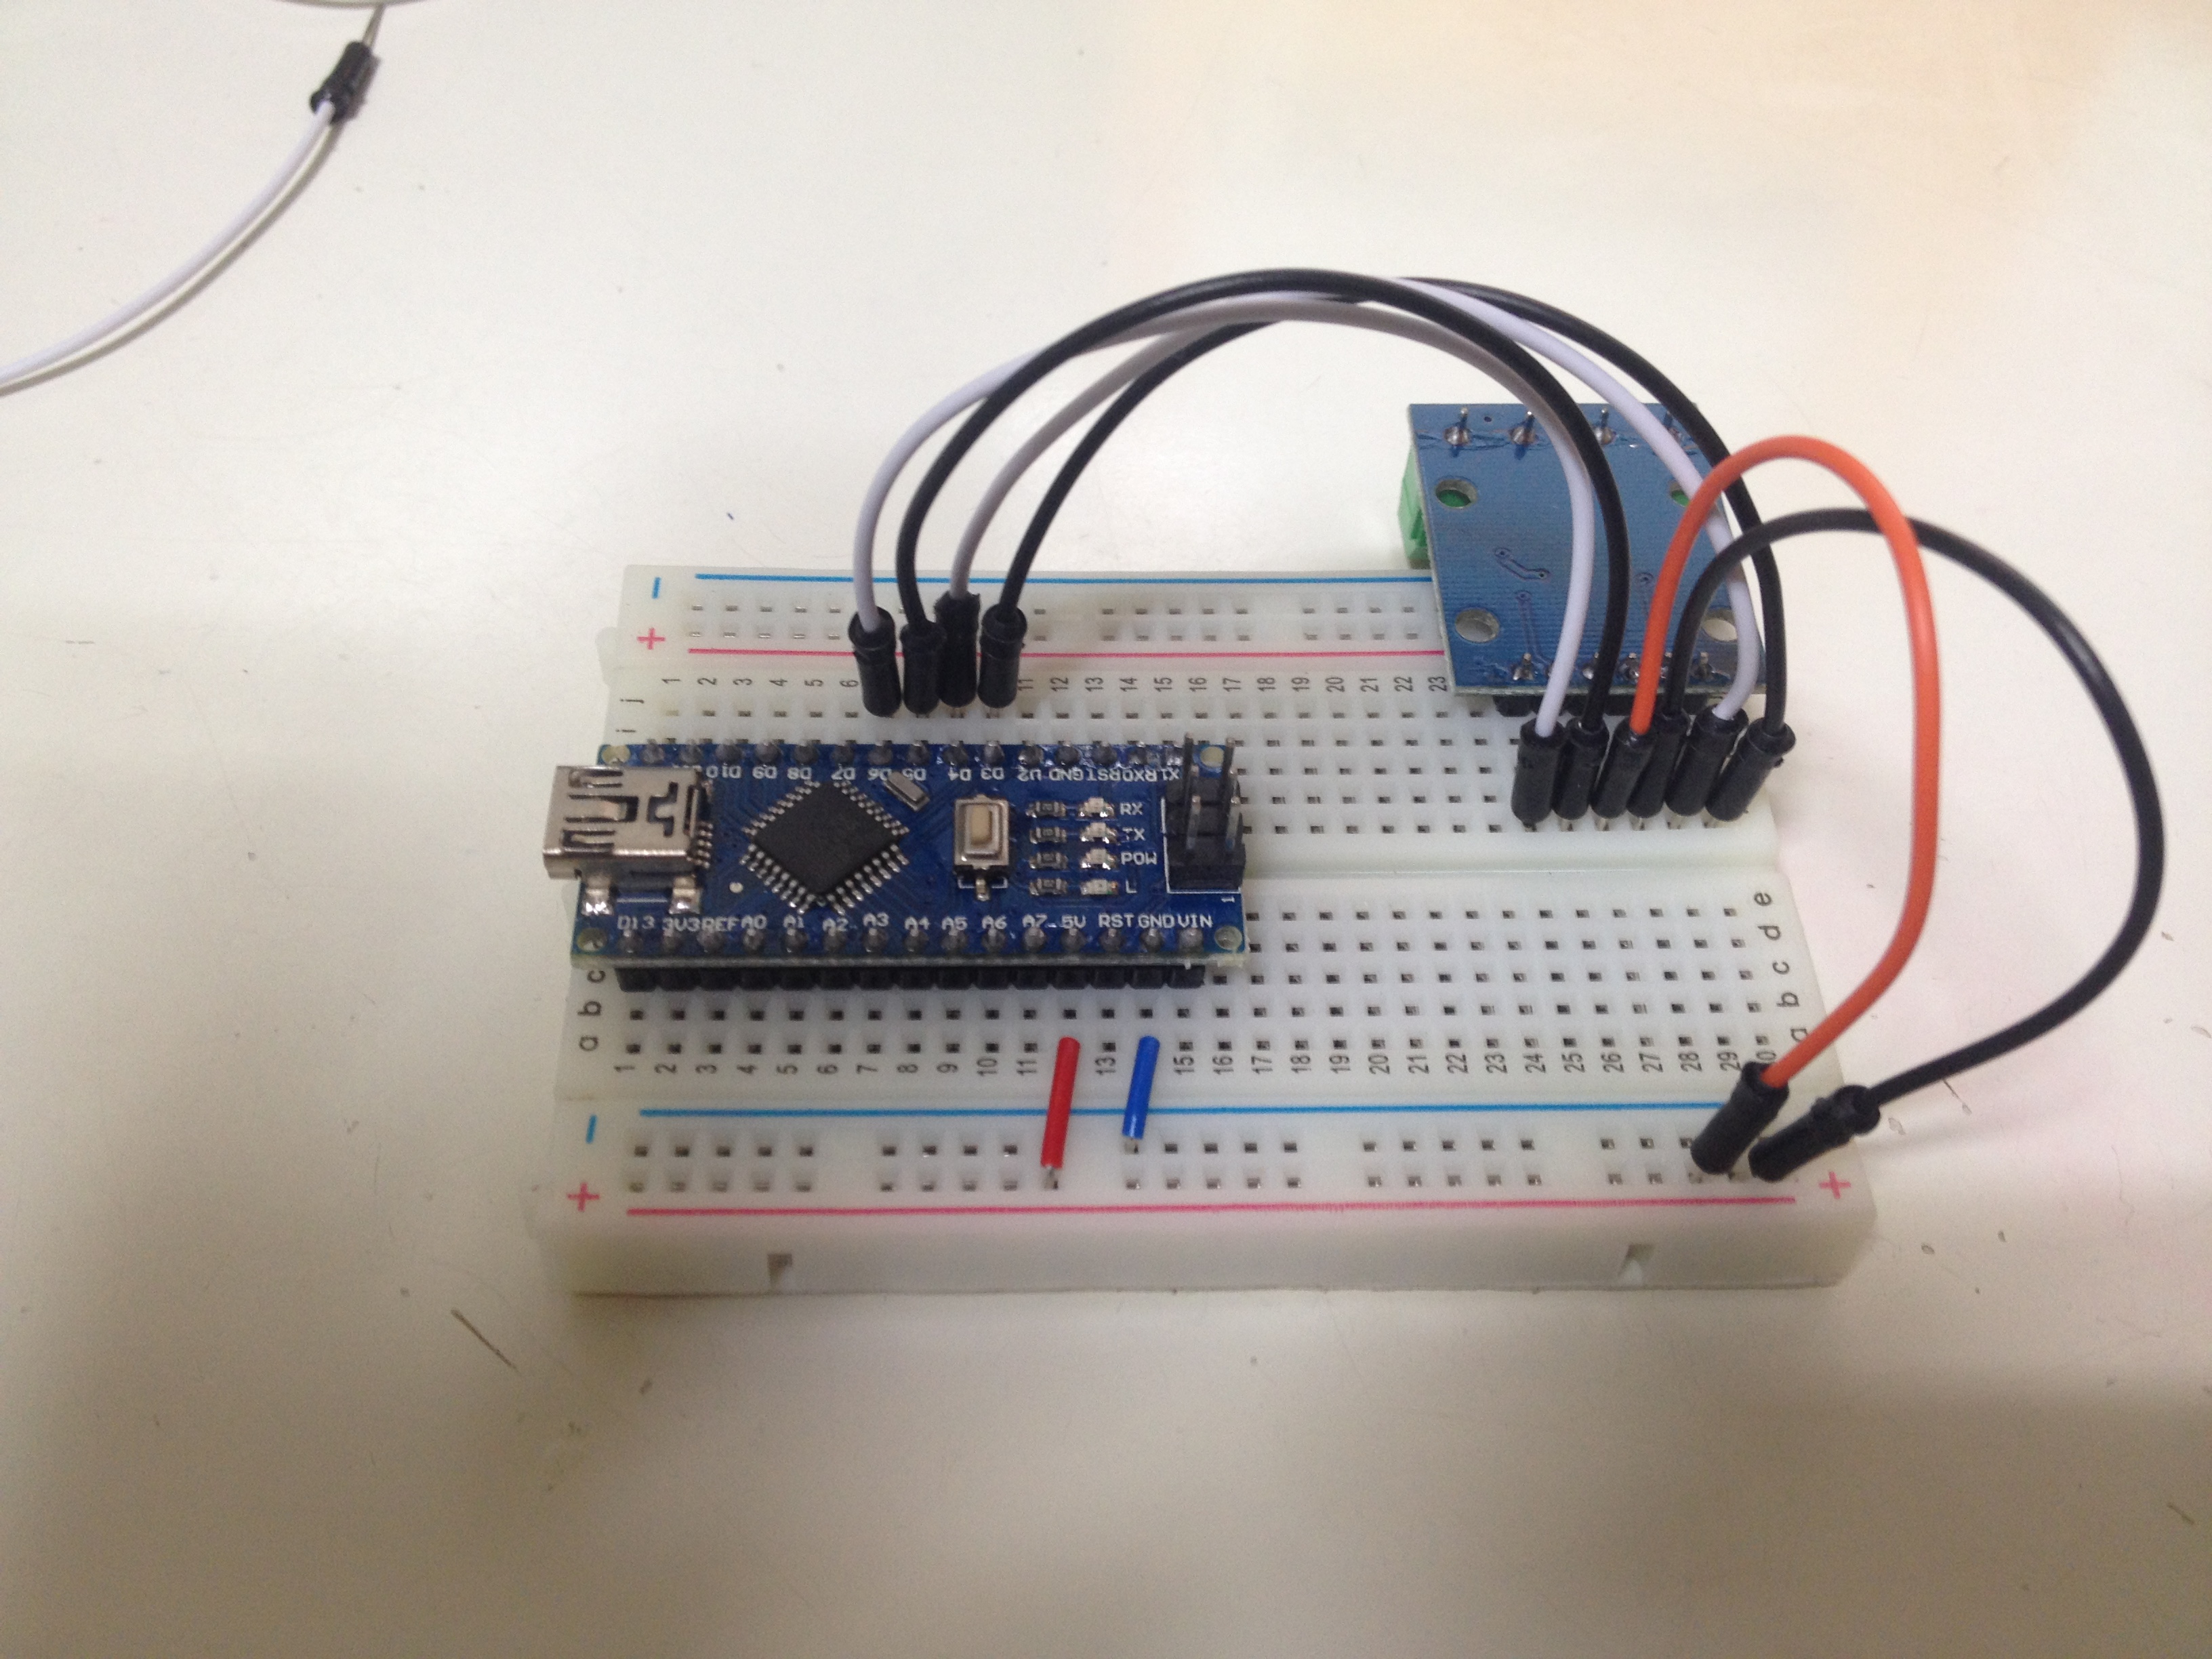 −
+
1 2 3 4 5 6 11 12 13 14 15 16 17 18 19 20 21 22 23
j
i
D10 D9 D8 D7 D6 D5 D4 D3 D2 GND RST RX0 TX1
RX
TX
POW
L
1
D13 3V3 REF A0 A1 A2 A3 A4 A5 A6 A7 5V RST GND VIN
e
d
c c
b b
a a
1 2 3 4 5 6 7 8 9 10 11 13 15 16 17 18 19 20 21 22 23 24 25 26 27 28 29 30
−
+ +